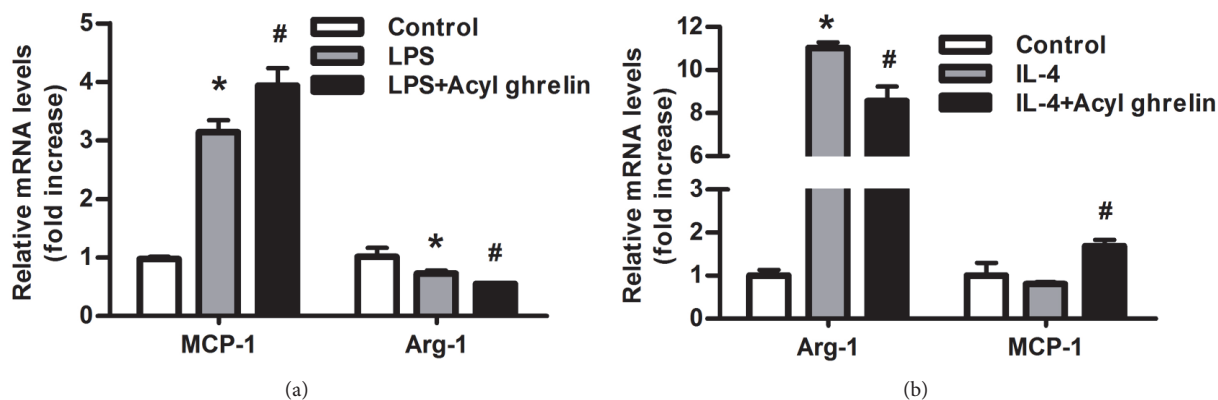 Relative mRNA levels
(fold increase)
5
4
3
2
1
0
Control
LPS
LPS+Acyl ghrelin
*
#
*
#
MCP-1
Arg-1
(a)
Relative mRNA levels
(fold increase)
12
10
8
6
3
2
1
0
Control
IL-4
IL-4+Acyl ghrelin
*
#
#
Arg-1
MCP-1
(b)